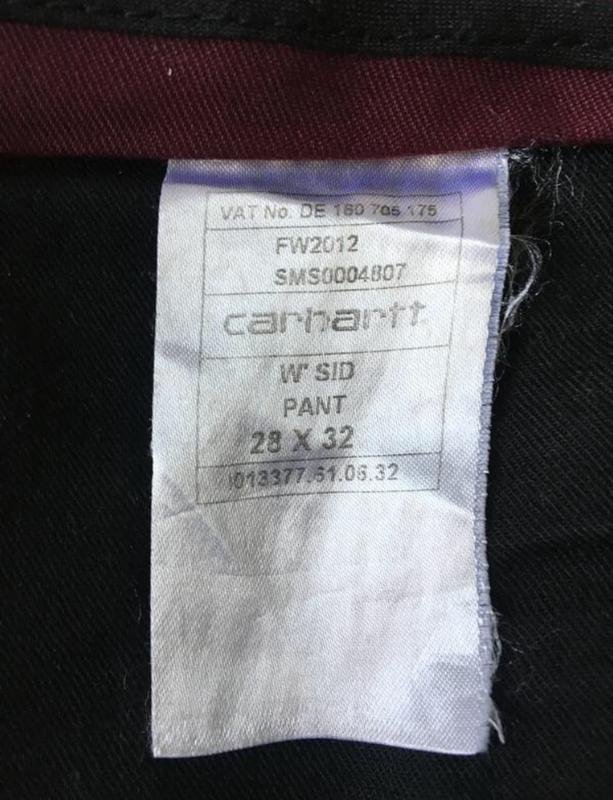 VAT No. DE 160 705 175
FW2012
SMS0004807
carhartt
W' SID
PANT
28 X 32
I013377.61.06.32